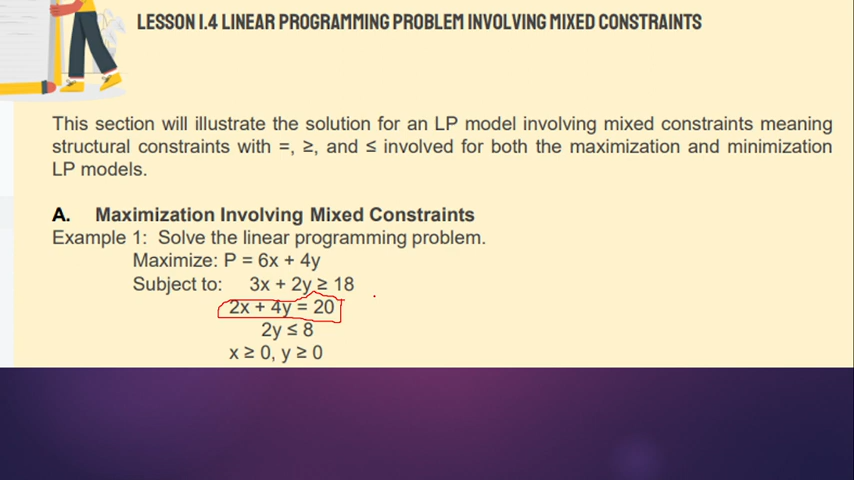 LESSON 1.4 LINEAR PROGRAMMING PROBLEM INVOLVING MIXED CONSTRAINTS
This section will illustrate the solution for an LP model involving mixed constraints meaning
structural constraints with =, ≥, and ≤ involved for both the maximization and minimization
LP models.
A. Maximization Involving Mixed Constraints
Example 1: Solve the linear programming problem.
Maximize: P = 6x + 4y
Subject to: 3x + 2y ≥ 18
2x + 4y = 20
2y ≤ 8
x ≥ 0, y ≥ 0